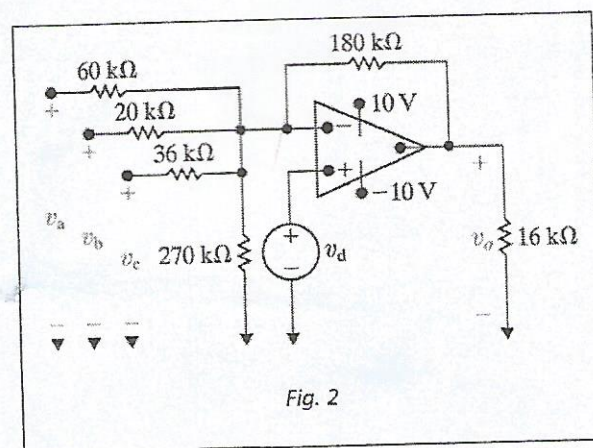 180 kΩ
60 kΩ
20 kΩ
36 kΩ
10 V
−10 V
+
+
+
−
+
+
−
+
−
v_a
v_b
v_c
270 kΩ
v_d
v_o
16 kΩ
− − −
Fig. 2